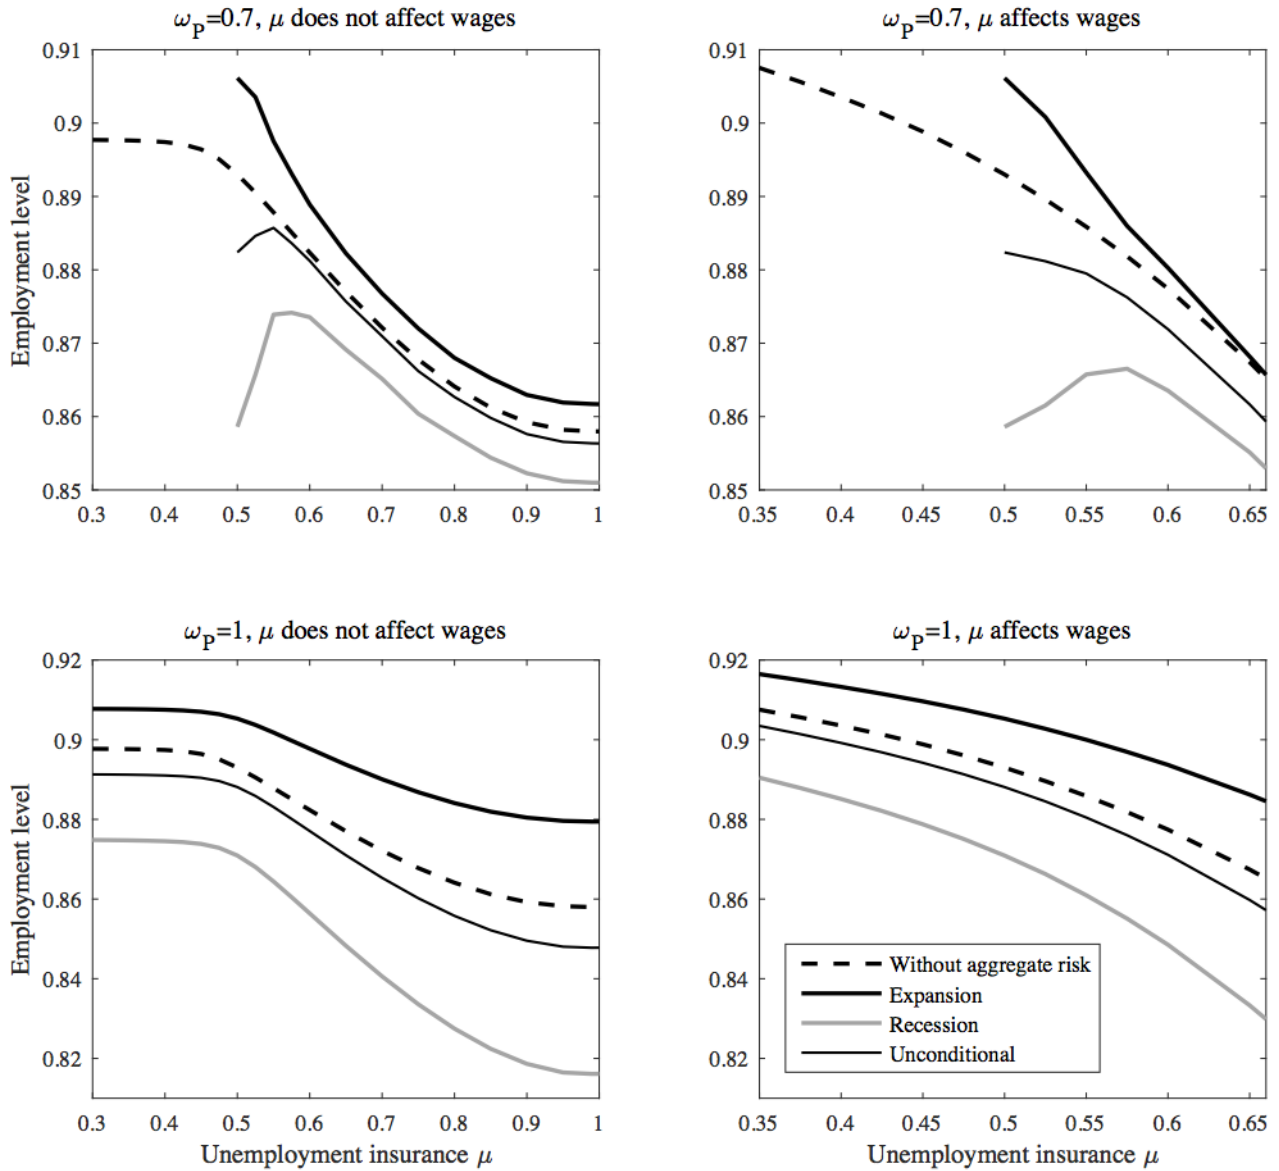 ωP=0.7, μ does not affect wages
0.91
0.9
0.89
0.88
0.87
0.86
0.85
Employment level
0.3 0.4 0.5 0.6 0.7 0.8 0.9 1
ωP=0.7, μ affects wages
0.91
0.9
0.89
0.88
0.87
0.86
0.85
0.35 0.4 0.45 0.5 0.55 0.6 0.65
ωP=1, μ does not affect wages
0.92
0.9
0.88
0.86
0.84
0.82
Employment level
0.3 0.4 0.5 0.6 0.7 0.8 0.9 1
Unemployment insurance μ
ωP=1, μ affects wages
0.92
0.9
0.88
0.86
0.84
0.82
Without aggregate risk
Expansion
Recession
Unconditional
0.35 0.4 0.45 0.5 0.55 0.6 0.65
Unemployment insurance μ